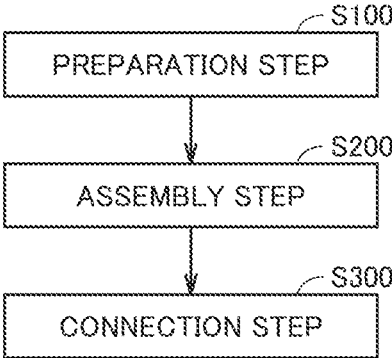 S100
PREPARATION STEP
S200
ASSEMBLY STEP
S300
CONNECTION STEP